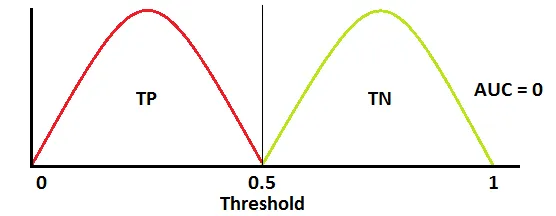 TP
TN
AUC = 0
0
0.5
1
Threshold